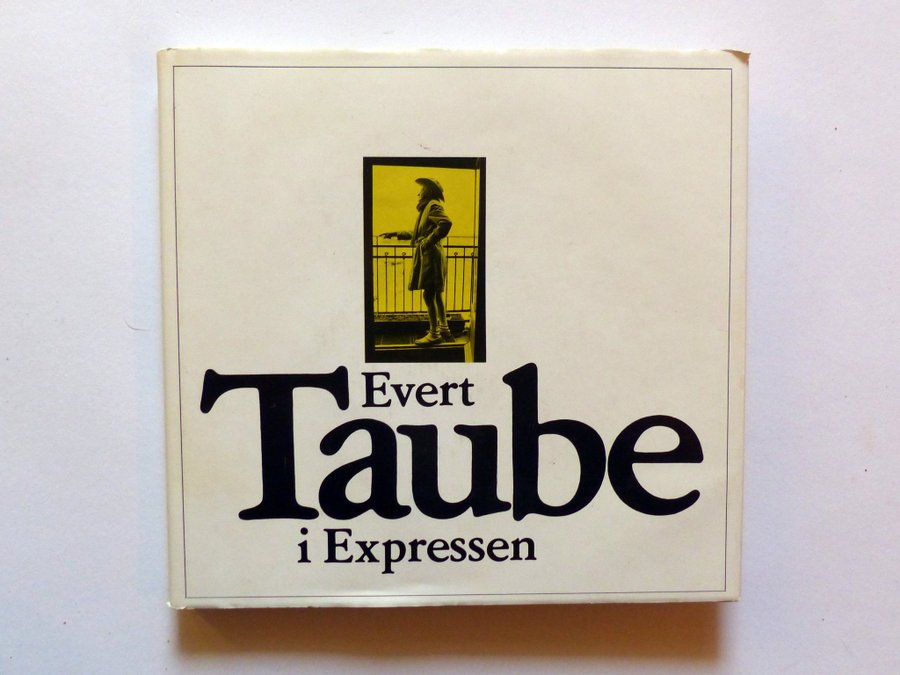 Evert
Taube
i Expressen